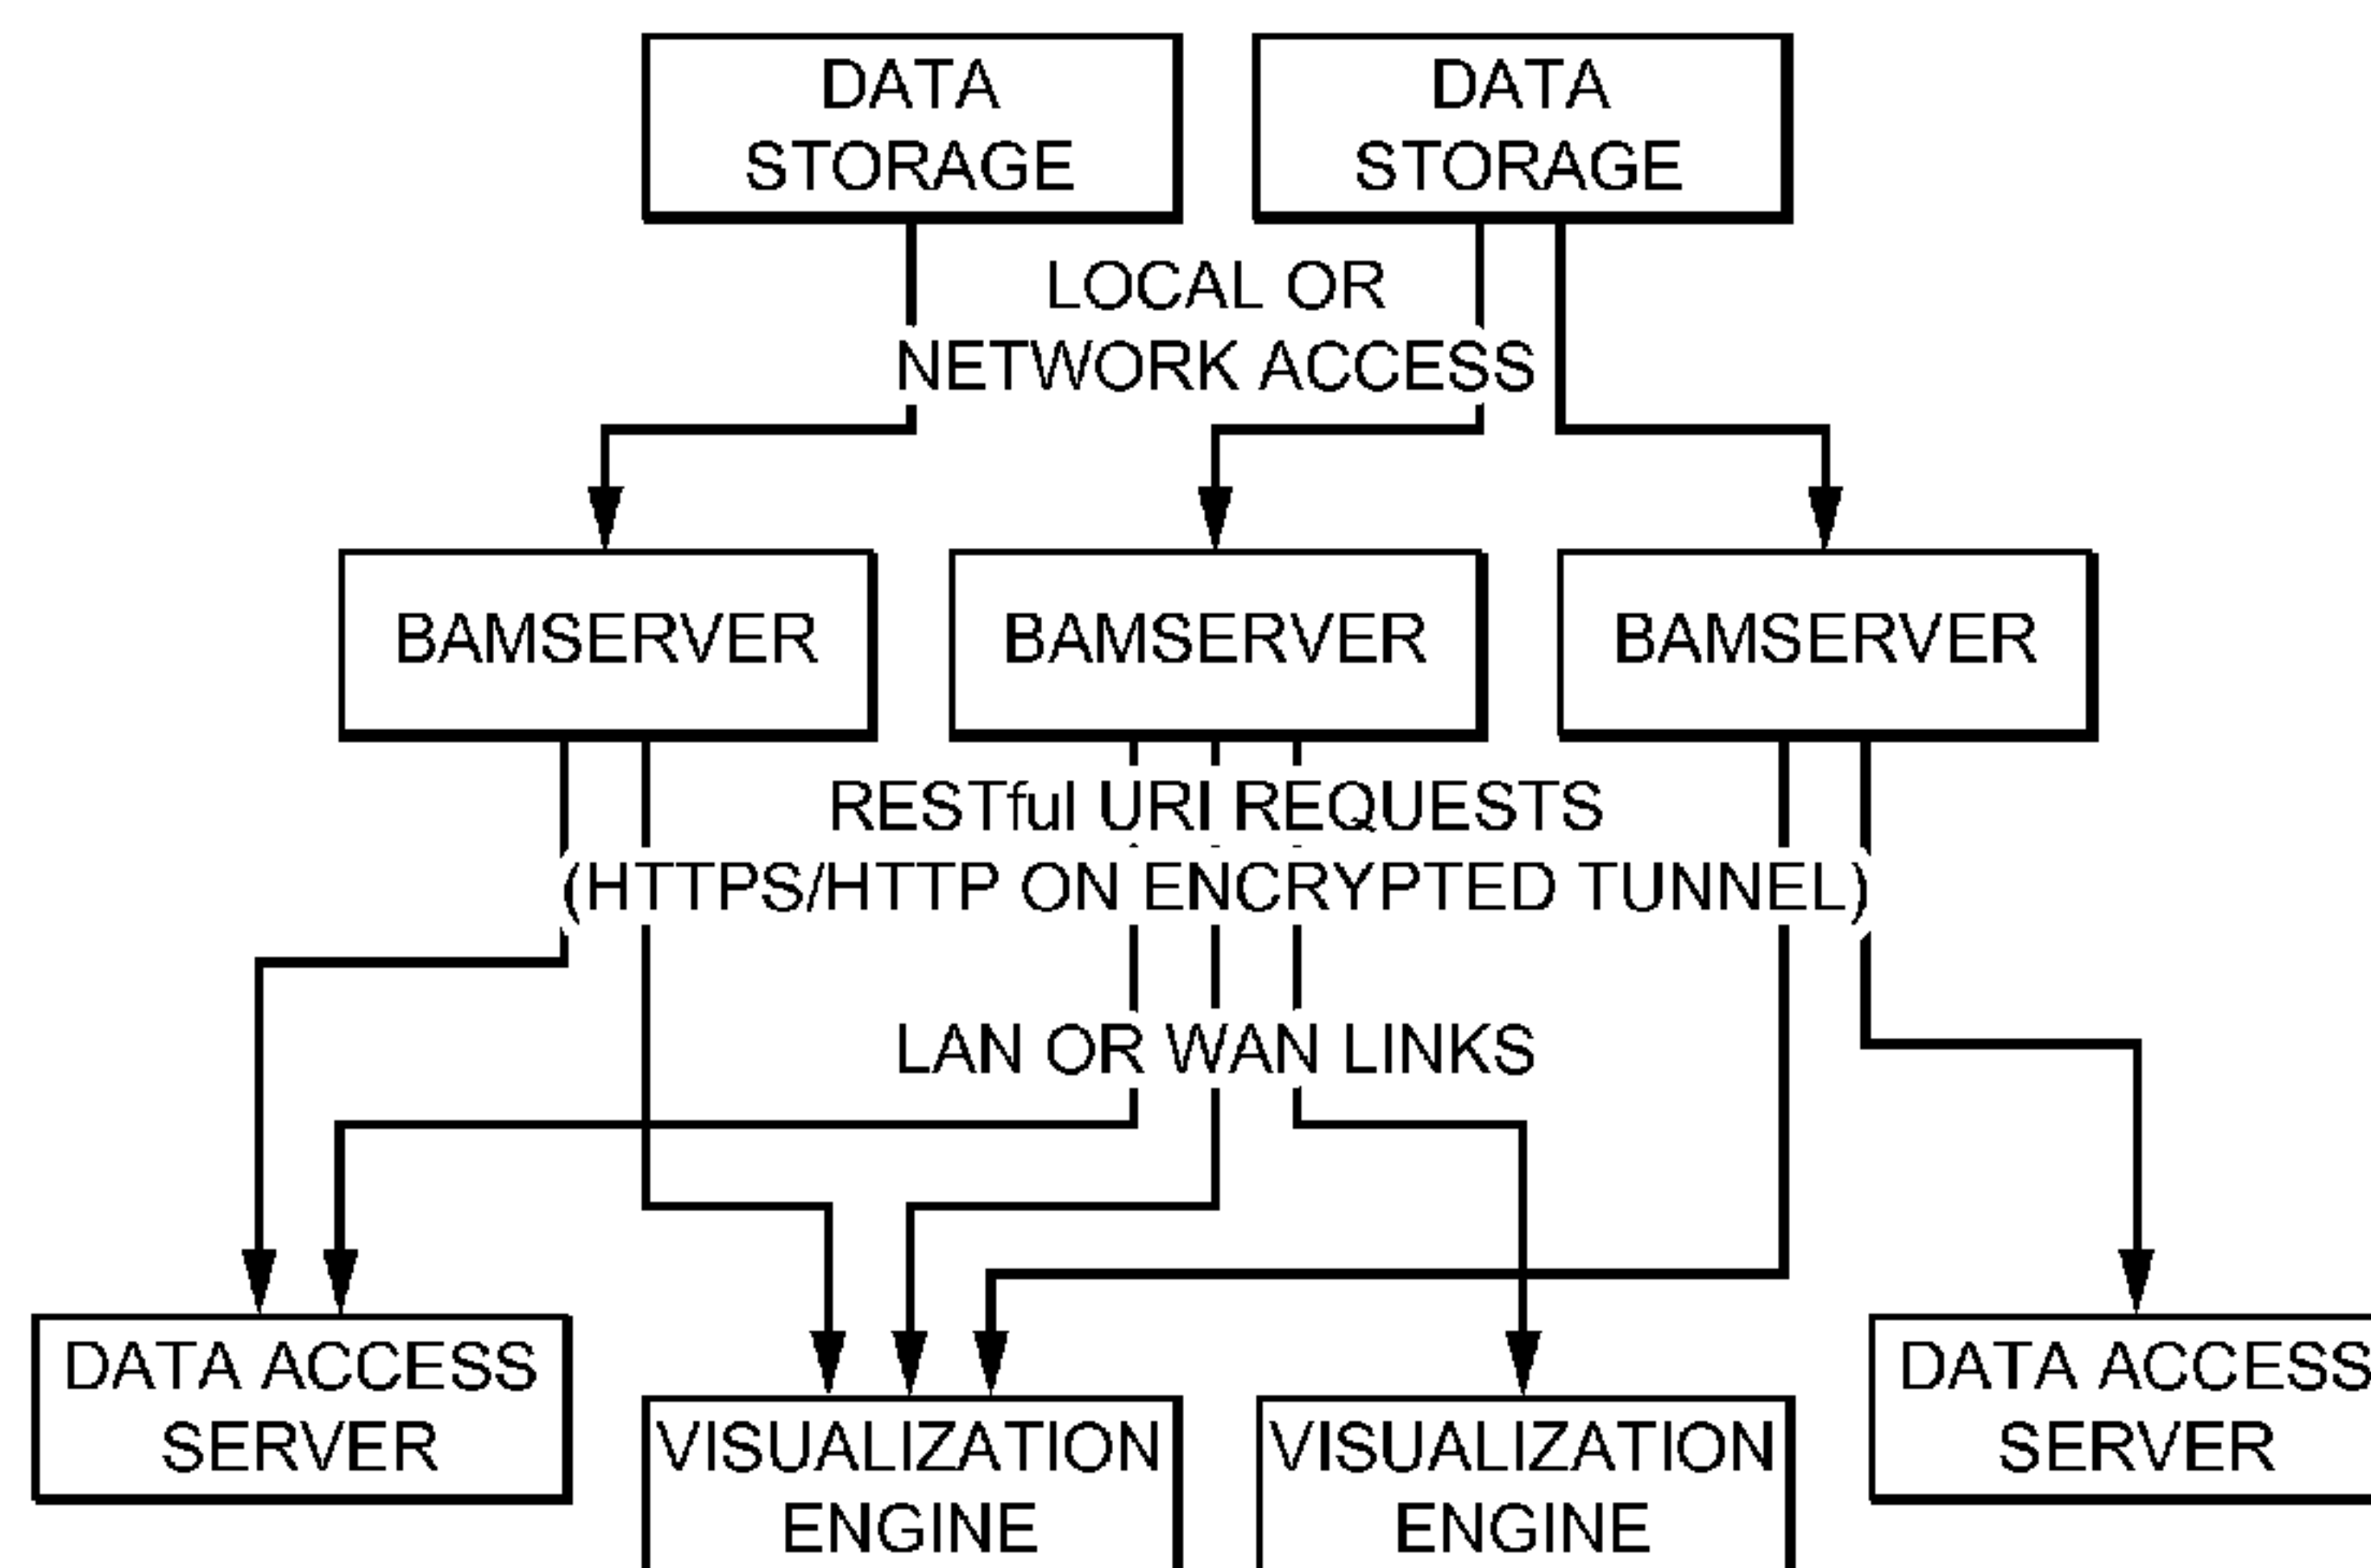 DATA
STORAGE
DATA
STORAGE
LOCAL OR
NETWORK ACCESS
BAMSERVER
BAMSERVER
BAMSERVER
RESTful URI REQUESTS
(HTTPS/HTTP ON ENCRYPTED TUNNEL)
LAN OR WAN LINKS
DATA ACCESS
SERVER
VISUALIZATION
ENGINE
VISUALIZATION
ENGINE
DATA ACCESS
SERVER